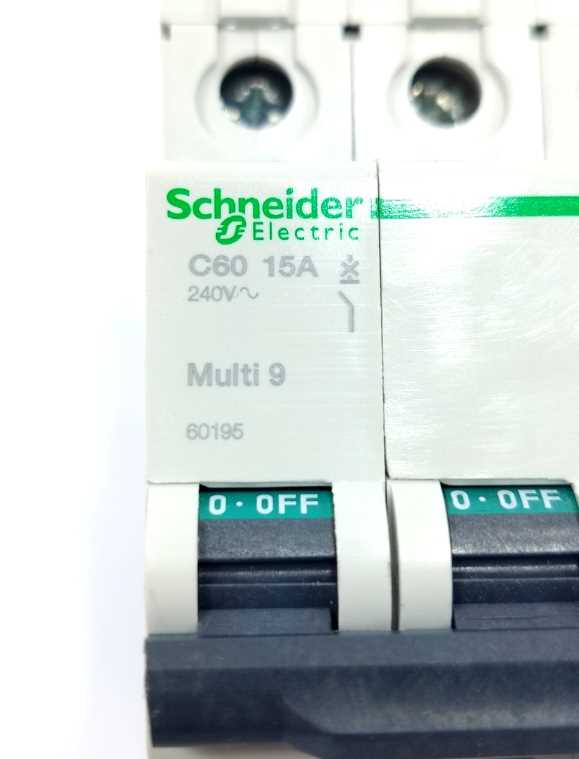 Schneider
Electric
C60 15A
240V~
Multi 9
60195
0·OFF
0·OFF